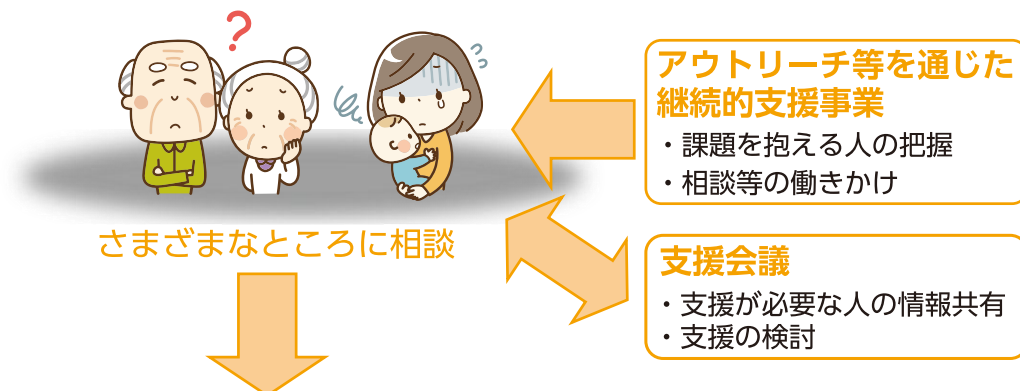 ?
アウトリーチ等を通じた
継続的支援事業
・課題を抱える人の把握
・相談等の働きかけ
さまざまなところに相談
支援会議
・支援が必要な人の情報共有
・支援の検討